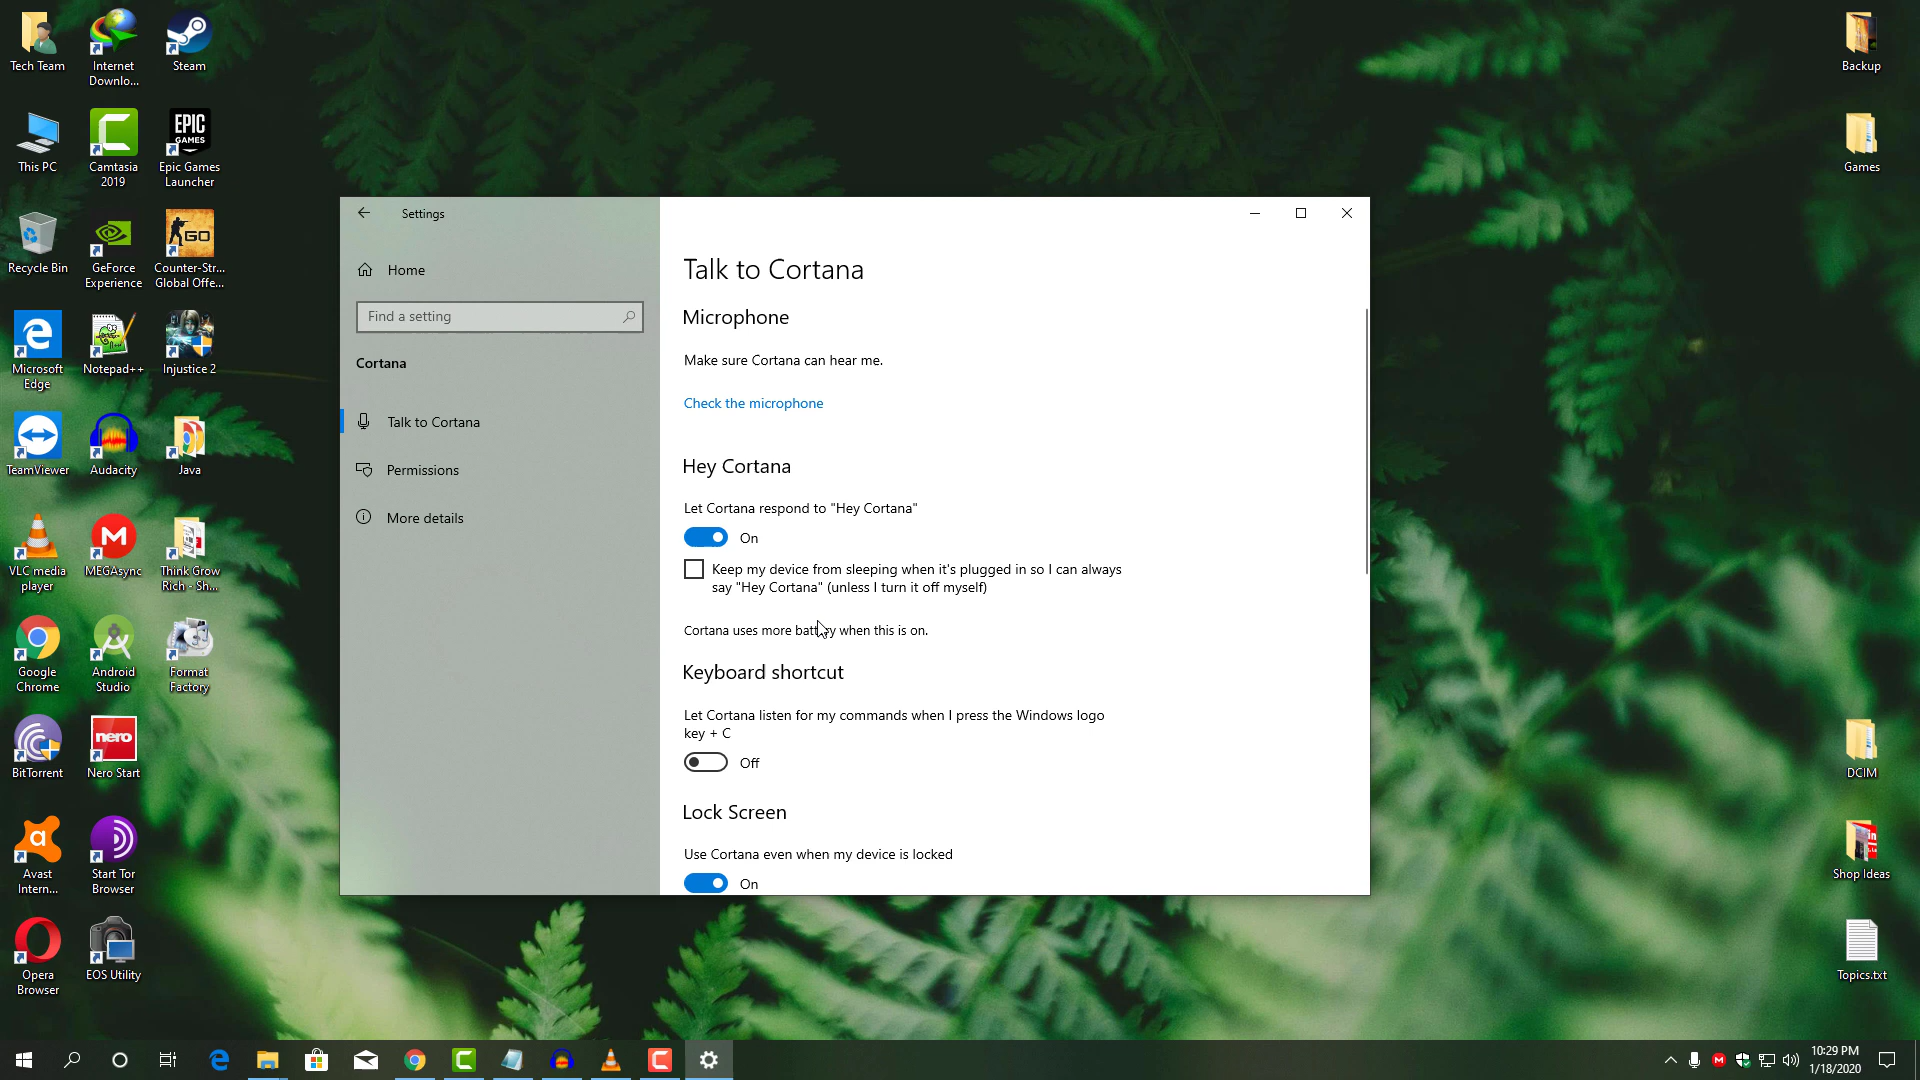 Tech Team
Internet
Downlo...
Steam
Backup
This PC
Camtasia
2019
EPIC
GAMES
Epic Games
Launcher
Games
Recycle Bin
GeForce
Experience
GO
Counter-Str...
Global Offe...
Microsoft
Edge
Notepad++
Injustice 2
TeamViewer
Audacity
Java
VLC media
player
MEGAsync
Think Grow
Rich - Sh...
Google
Chrome
Android
Studio
Format
Factory
BitTorrent
nero
Nero Start
DCIM
Avast
Intern...
Start Tor
Browser
Shop Ideas
Opera
Browser
EOS Utility
Topics.txt
Settings
Home
Find a setting
Cortana
Talk to Cortana
Permissions
More details
Talk to Cortana
Microphone
Make sure Cortana can hear me.
Check the microphone
Hey Cortana
Let Cortana respond to "Hey Cortana"
On
Keep my device from sleeping when it's plugged in so I can always
say "Hey Cortana" (unless I turn it off myself)
Cortana uses more battery when this is on.
Keyboard shortcut
Let Cortana listen for my commands when I press the Windows logo
key + C
Off
Lock Screen
Use Cortana even when my device is locked
On
10:29 PM
1/18/2020